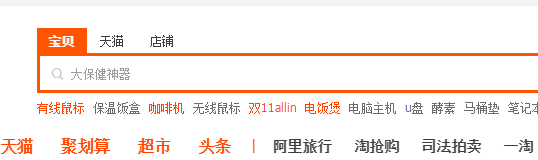 宝贝 天猫 店铺
大保健神器
有线鼠标 保温饭盒 咖啡机 无线鼠标 双11allin 电饭煲 电脑主机 u盘 酵素 马桶垫 笔记本
天猫 聚划算 超市 头条 | 阿里旅行 淘抢购 司法拍卖 一淘